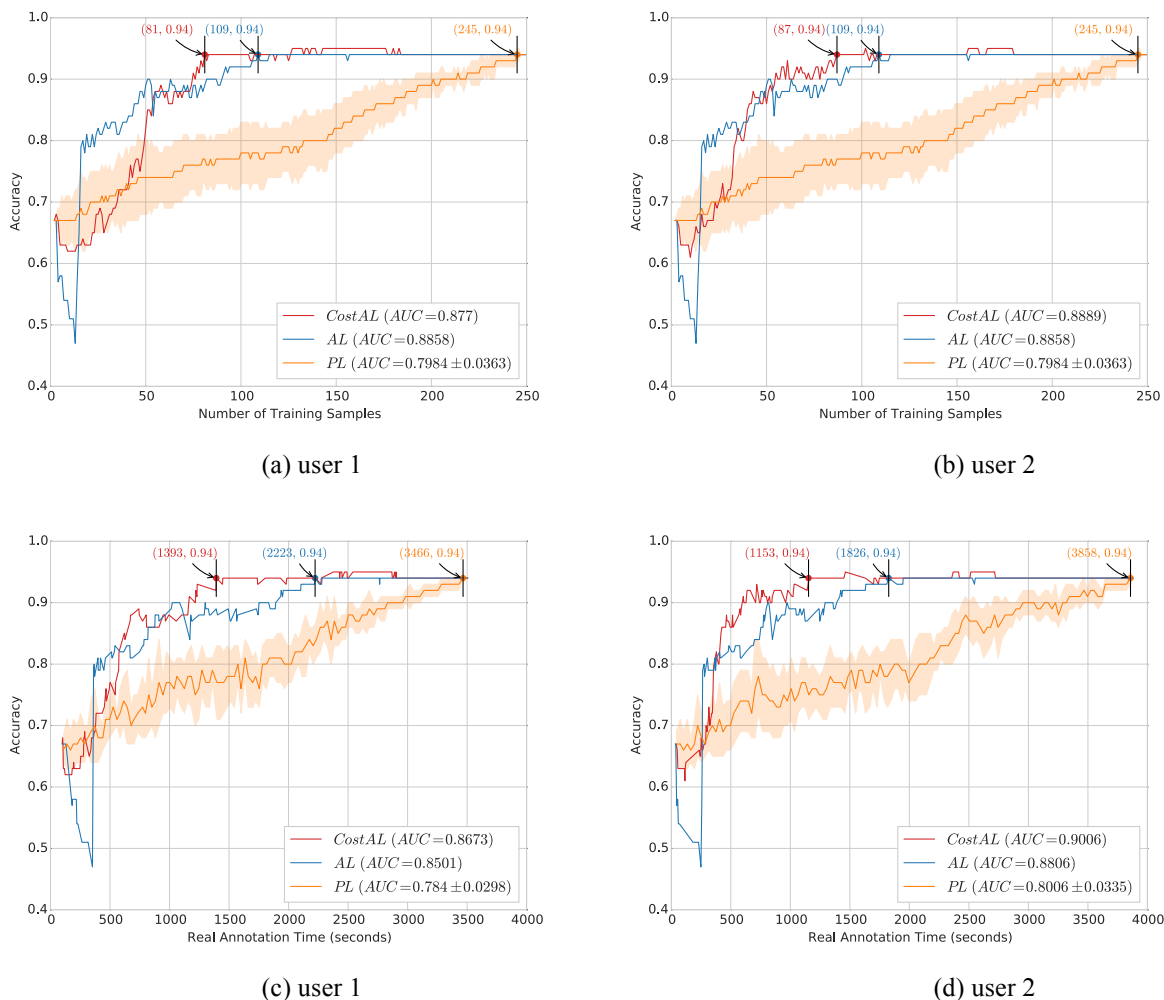 (81, 0.94)
(109, 0.94)
(245, 0.94)
1.0
0.9
0.8
0.7
0.6
0.5
0.4
Accuracy
CostAL (AUC=0.877)
AL (AUC=0.8858)
PL (AUC=0.7984±0.0363)
0 50 100 150 200 250
Number of Training Samples
(a) user 1
(87, 0.94)
(109, 0.94)
(245, 0.94)
1.0
0.9
0.8
0.7
0.6
0.5
0.4
Accuracy
CostAL (AUC=0.8889)
AL (AUC=0.8858)
PL (AUC=0.7984±0.0363)
0 50 100 150 200 250
Number of Training Samples
(b) user 2
(1393, 0.94)
(2223, 0.94)
(3466, 0.94)
1.0
0.9
0.8
0.7
0.6
0.5
0.4
Accuracy
CostAL (AUC=0.8673)
AL (AUC=0.8501)
PL (AUC=0.784±0.0298)
0 500 1000 1500 2000 2500 3000 3500 4000
Real Annotation Time (seconds)
(c) user 1
(1153, 0.94)
(1826, 0.94)
(3858, 0.94)
1.0
0.9
0.8
0.7
0.6
0.5
0.4
Accuracy
CostAL (AUC=0.9006)
AL (AUC=0.8806)
PL (AUC=0.8006±0.0335)
0 500 1000 1500 2000 2500 3000 3500 4000
Real Annotation Time (seconds)
(d) user 2